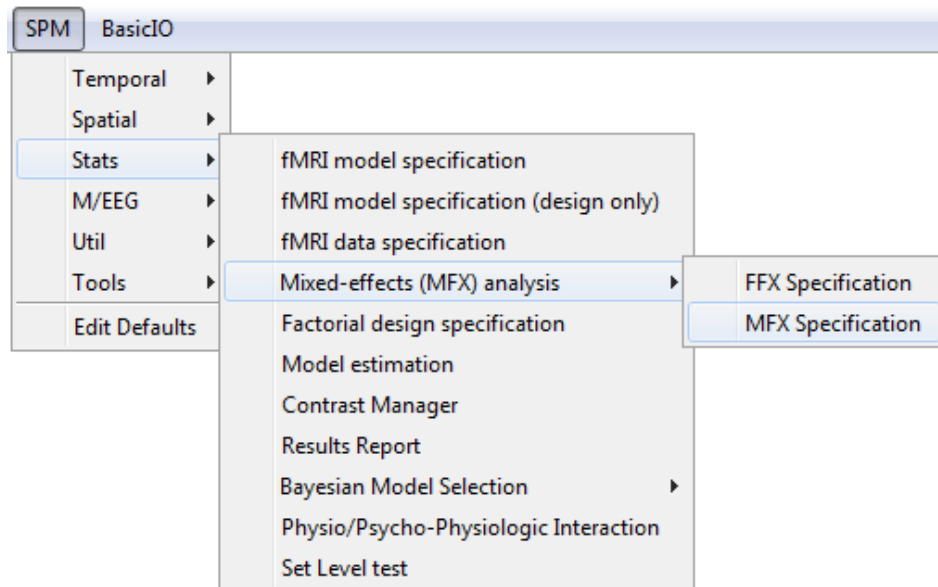 SPM BasicIO
Temporal
Spatial
Stats
M/EEG
Util
Tools
Edit Defaults
fMRI model specification
fMRI model specification (design only)
fMRI data specification
Mixed-effects (MFX) analysis
Factorial design specification
Model estimation
Contrast Manager
Results Report
Bayesian Model Selection
Physio/Psycho-Physiologic Interaction
Set Level test
FFX Specification
MFX Specification